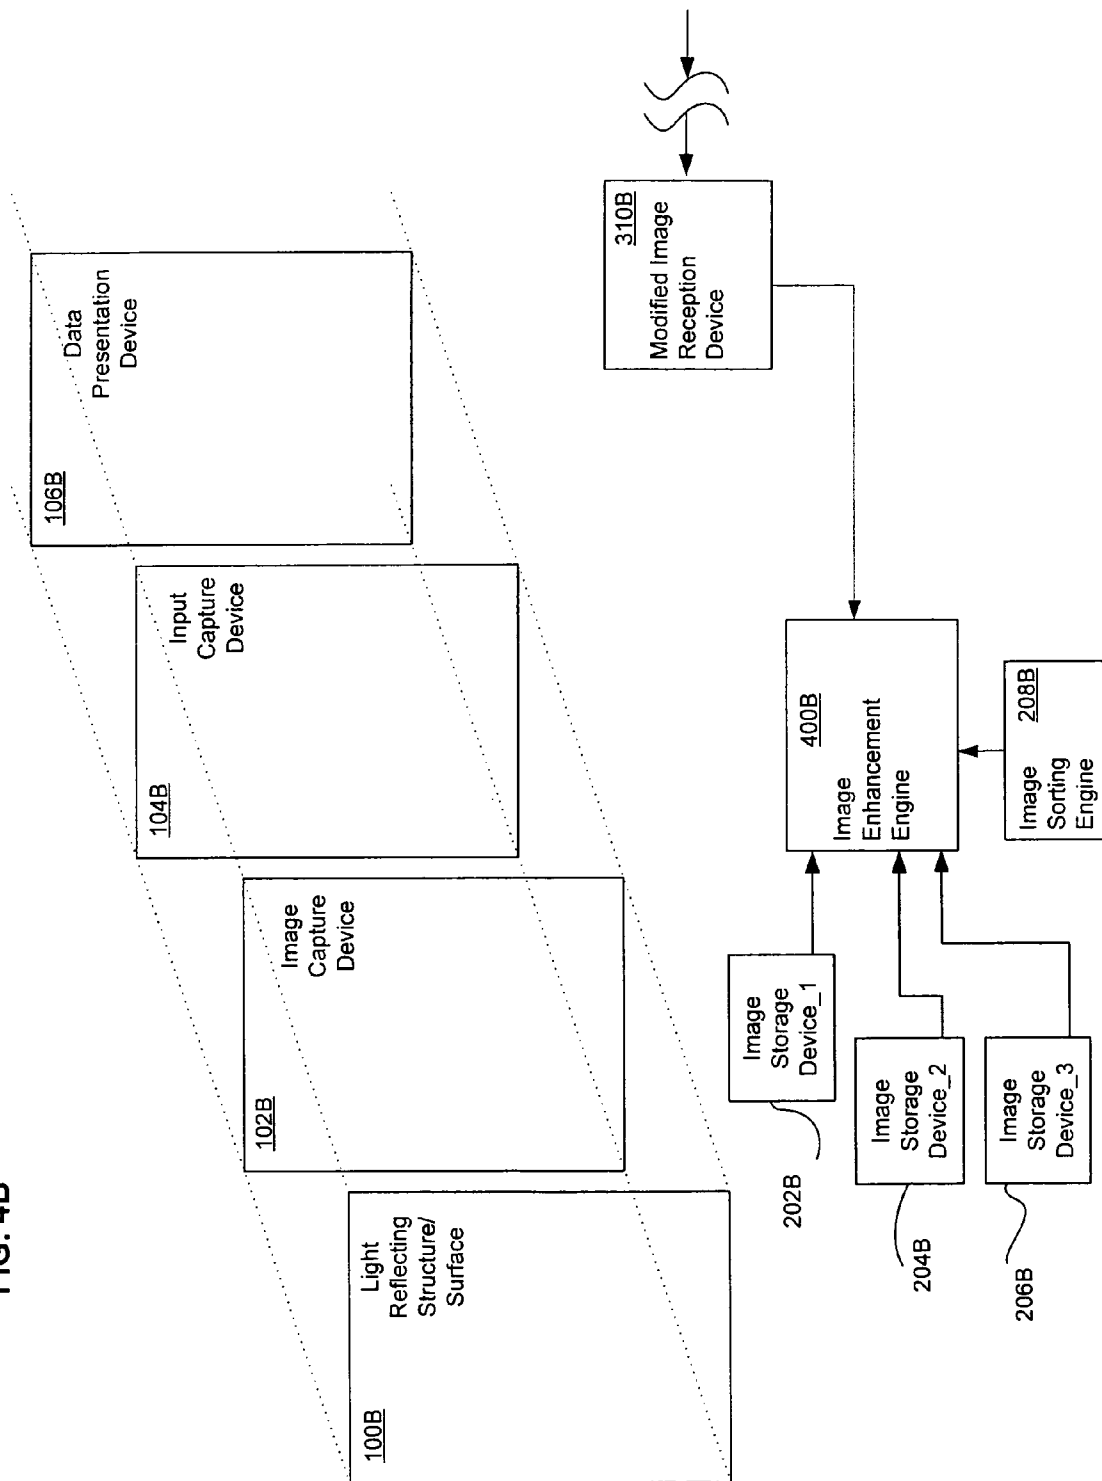 FIG. 4B
100B
Light
Reflecting
Structure/
Surface
102B
Image
Capture
Device
104B
Input
Capture
Device
106B
Data
Presentation
Device
202B
Image
Storage
Device_1
204B
Image
Storage
Device_2
206B
Image
Storage
Device_3
400B
Image
Enhancement
Engine
208B
Image
Sorting
Engine
310B
Modified Image
Reception
Device